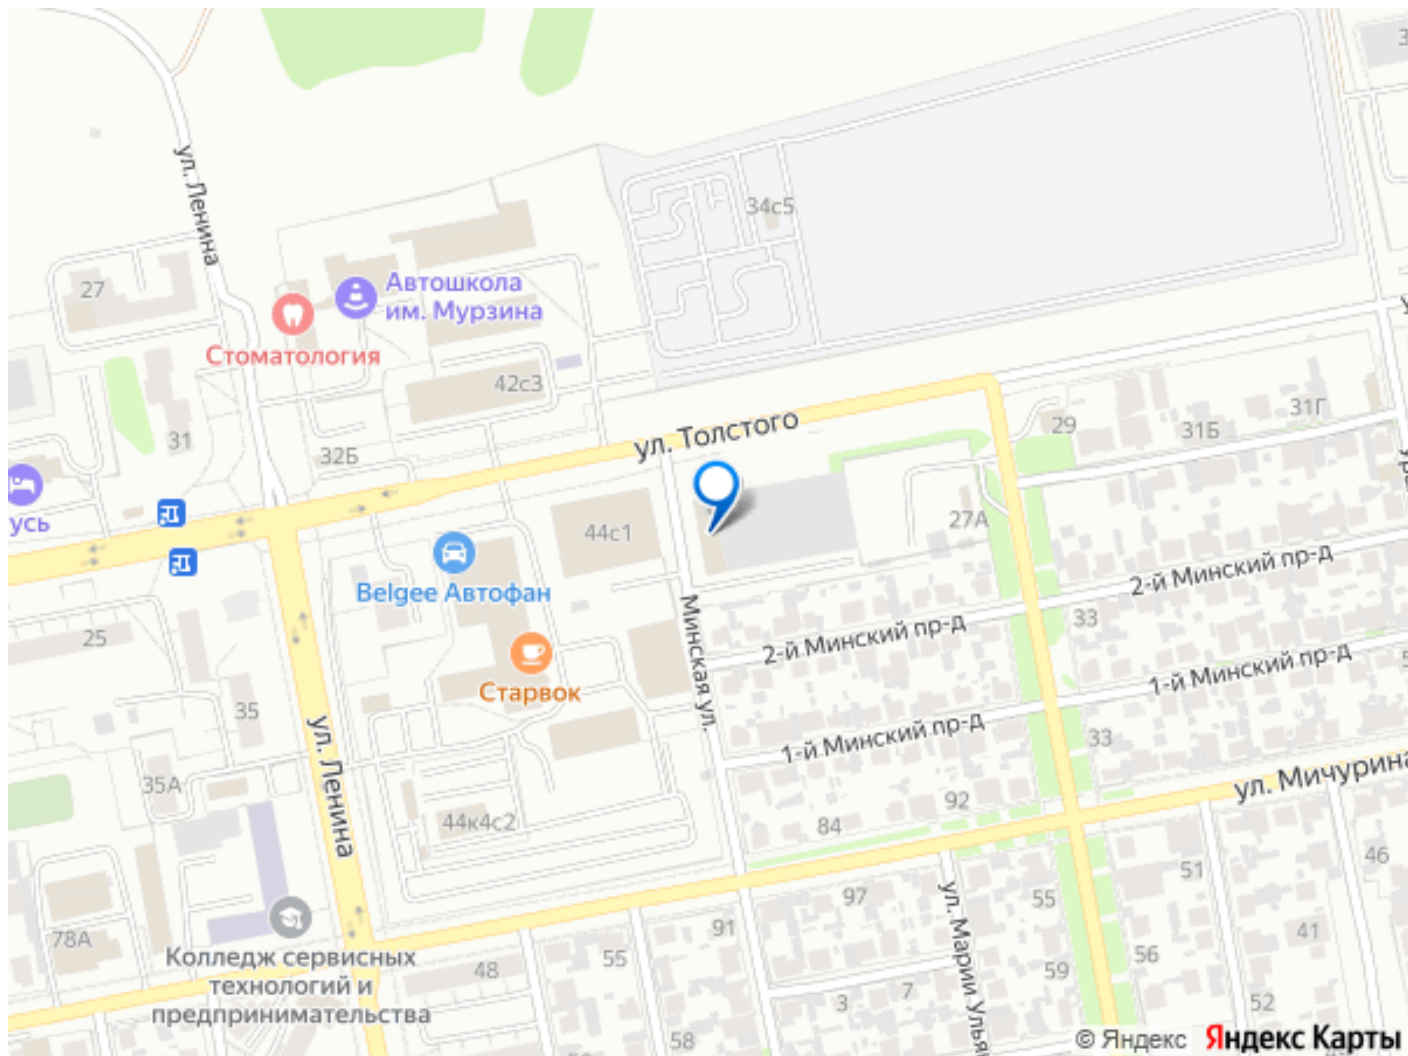 ул. Ленина
34с5
27
Автошкола
им. Мурзина
Стоматология
42с3
31
32Б
ул. Толстого
29
31Б
31Г
усь
44с1
27А
Belgee Автофан
2-й Минский пр-д
2-й Минский пр-д
33
25
Минская ул.
Старвок
35
ул. Ленина
1-й Минский пр-д
1-й Минский пр-д
33
35А
ул. Мичурина
44к4с2
84
92
46
51
78А
Колледж сервисных
технологий и
предпринимательства
48
55
91
97
ул. Марии Улья
55
56
41
59
3
7
52
58
© Яндекс
Яндекс Карты